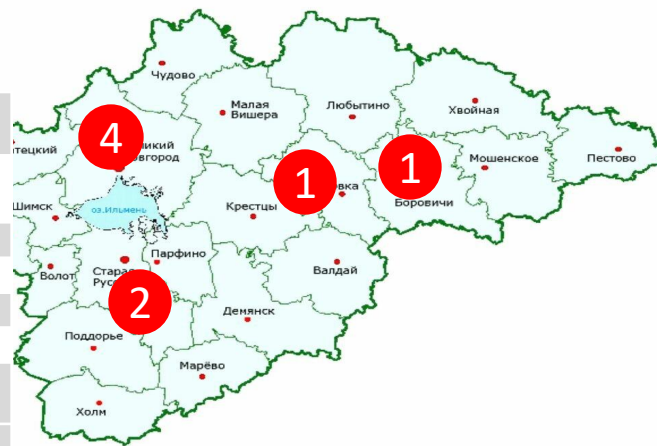 Чудово
Малая
Вишера
Любытино
Хвойная
4
Пестово
Мошенское
1
1
Боровичи
Шимск
оз.Ильмень
Крестцы
Парфино
Валдай
Волот
Старая
2
Демянск
Поддорье
Марёво
Холм